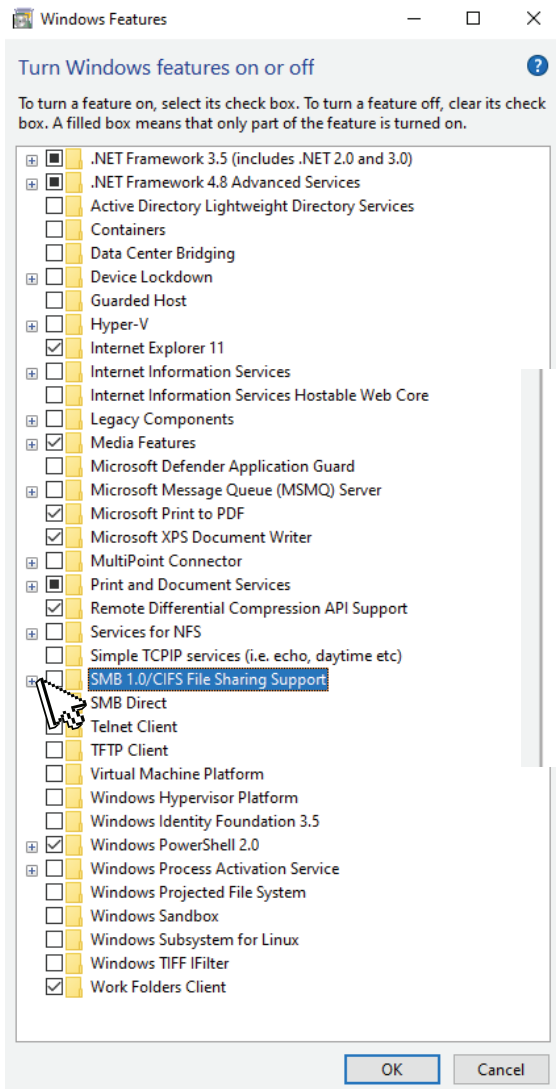 Windows Features
Turn Windows features on or off
?
To turn a feature on, select its check box. To turn a feature off, clear its check
box. A filled box means that only part of the feature is turned on.
.NET Framework 3.5 (includes .NET 2.0 and 3.0)
.NET Framework 4.8 Advanced Services
Active Directory Lightweight Directory Services
Containers
Data Center Bridging
Device Lockdown
Guarded Host
Hyper-V
Internet Explorer 11
Internet Information Services
Internet Information Services Hostable Web Core
Legacy Components
Media Features
Microsoft Defender Application Guard
Microsoft Message Queue (MSMQ) Server
Microsoft Print to PDF
Microsoft XPS Document Writer
MultiPoint Connector
Print and Document Services
Remote Differential Compression API Support
Services for NFS
Simple TCPIP services (i.e. echo, daytime etc)
SMB 1.0/CIFS File Sharing Support
SMB Direct
Telnet Client
TFTP Client
Virtual Machine Platform
Windows Hypervisor Platform
Windows Identity Foundation 3.5
Windows PowerShell 2.0
Windows Process Activation Service
Windows Projected File System
Windows Sandbox
Windows Subsystem for Linux
Windows TIFF IFilter
Work Folders Client
OK
Cancel